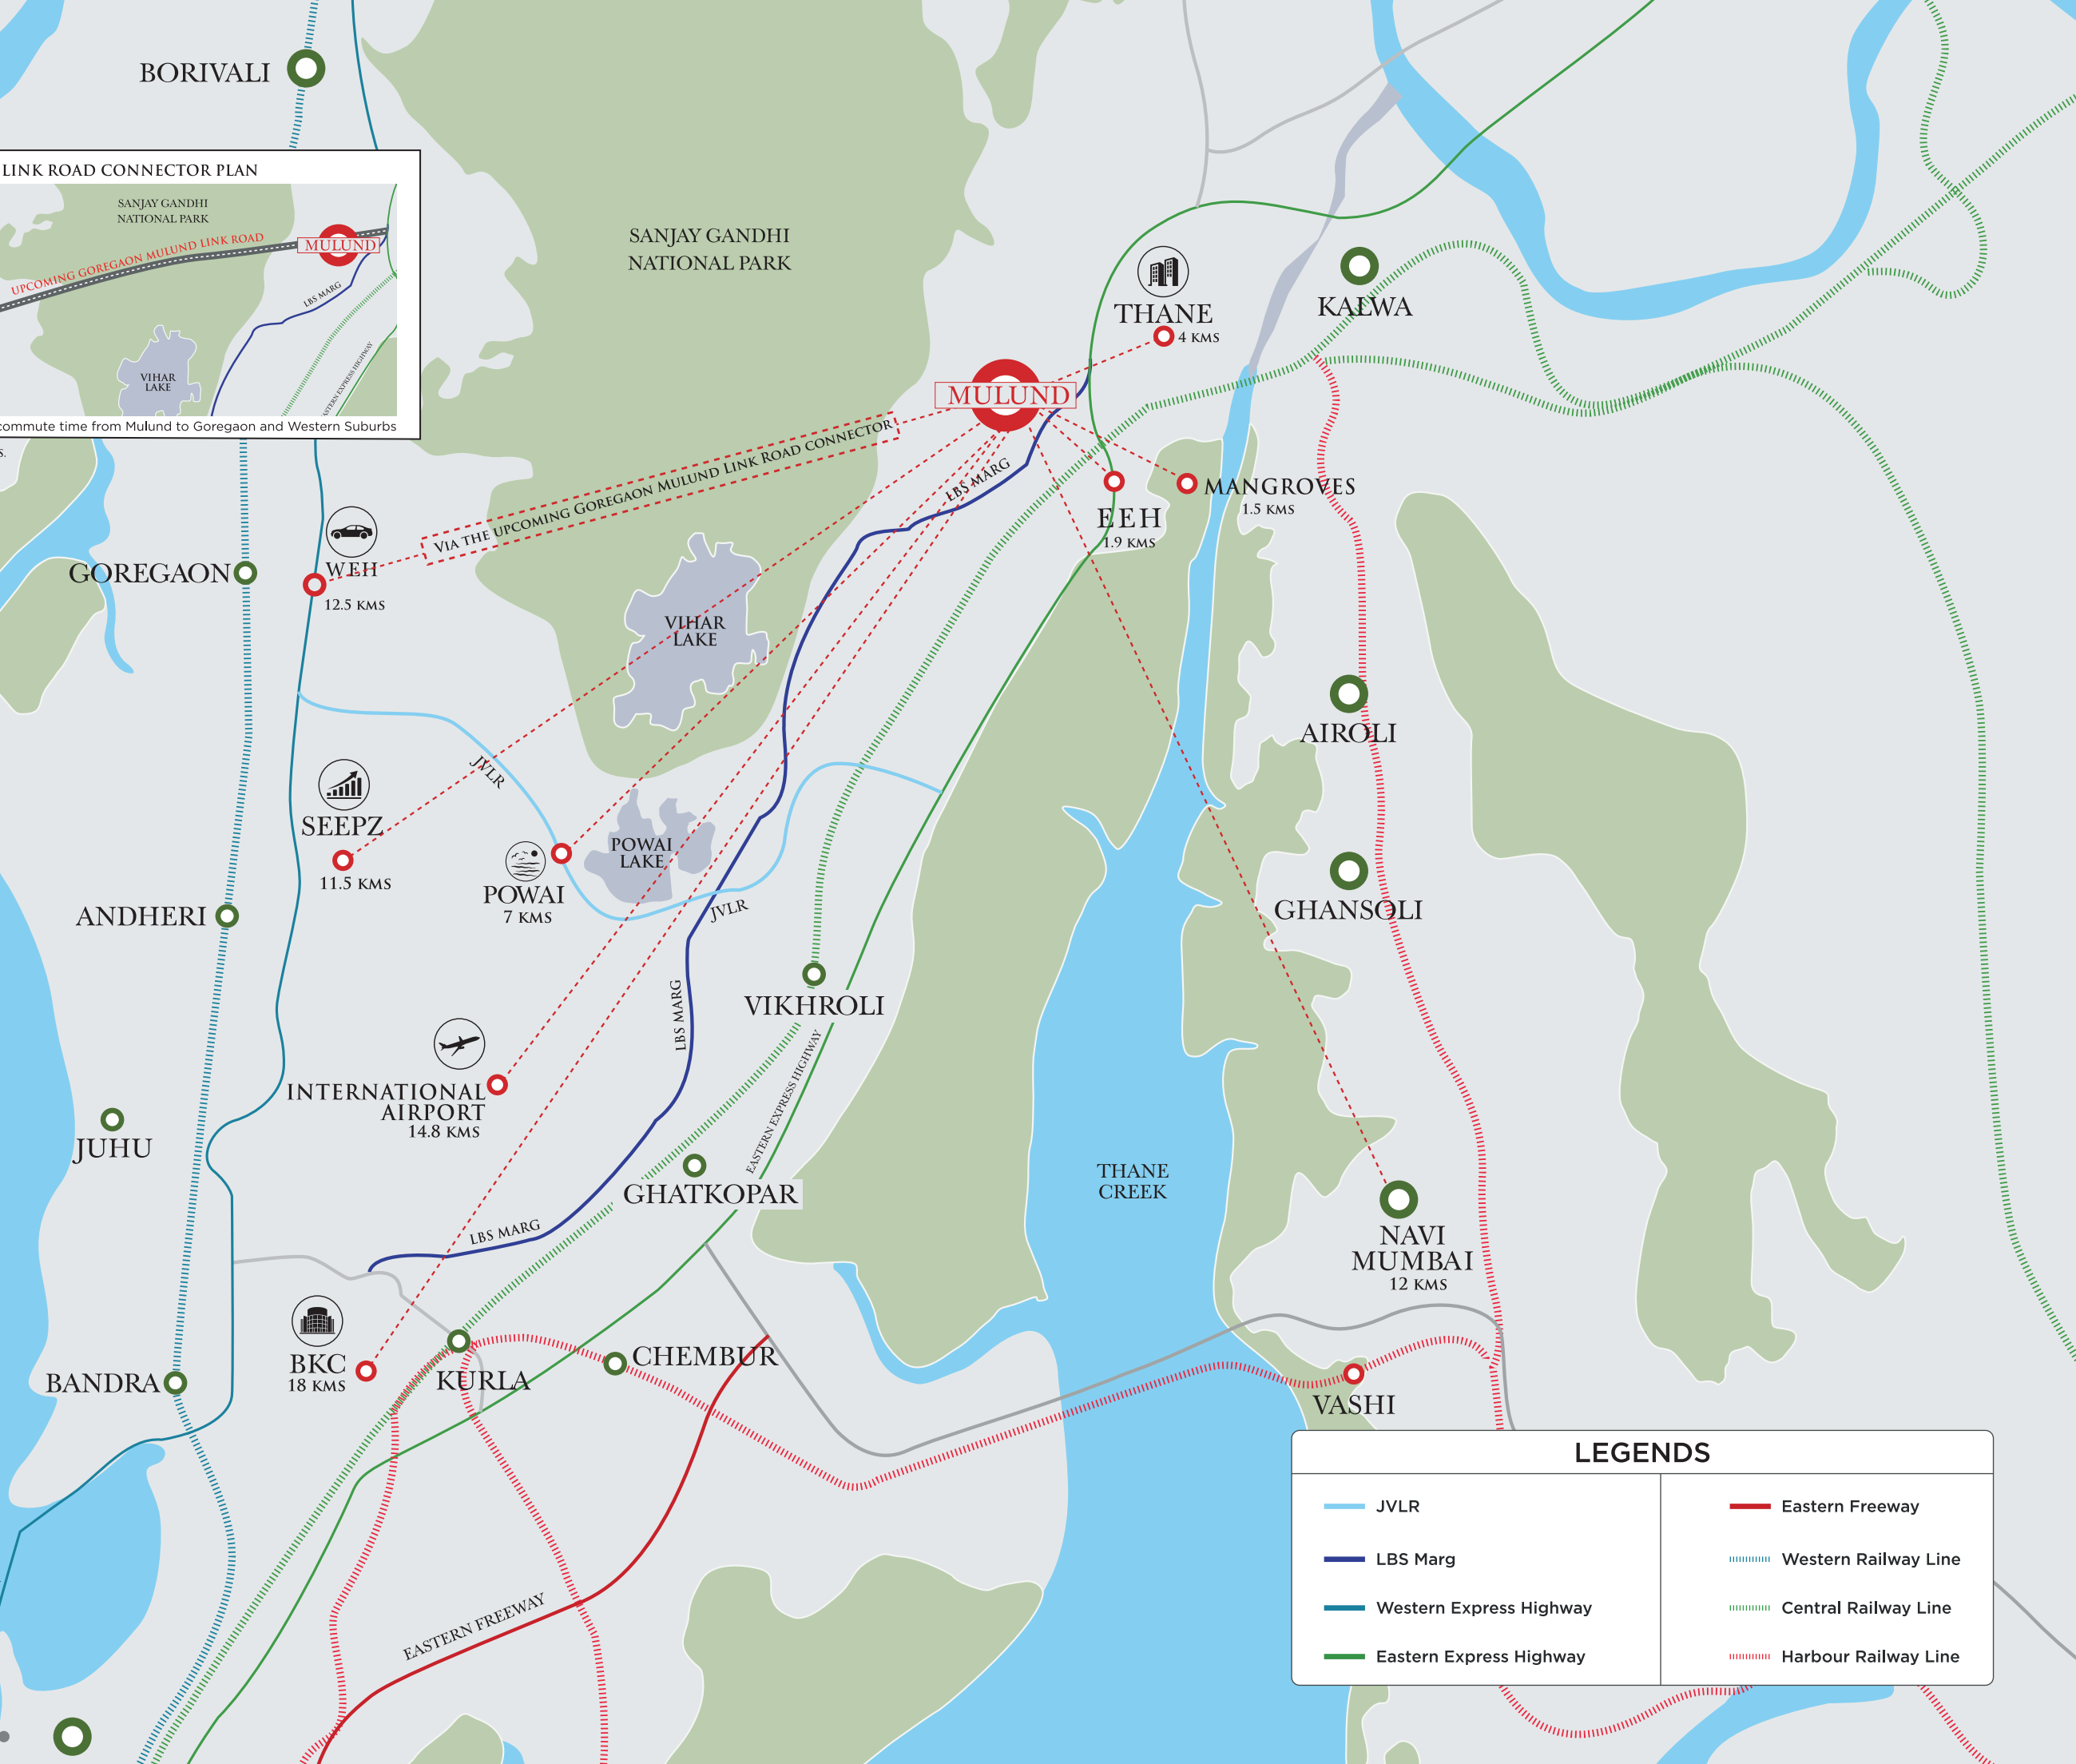 BORIVALI
LINK ROAD CONNECTOR PLAN
SANJAY GANDHI
NATIONAL PARK
UPCOMING GOREGAON MULUND LINK ROAD
MULUND
LBS MARG
VIHAR
LAKE
EASTERN EXPRESS HIGHWAY
commute time from Mulund to Goregaon and Western Suburbs
S.
SANJAY GANDHI
NATIONAL PARK
THANE
4 KMS
KALWA
MULUND
VIA THE UPCOMING GOREGAON MULUND LINK ROAD CONNECTOR
LBS MARG
MANGROVES
1.5 KMS
EEH
1.9 KMS
GOREGAON
WEH
12.5 KMS
VIHAR
LAKE
AIROLI
JVLR
SEEPZ
11.5 KMS
POWAI
LAKE
POWAI
7 KMS
JVLR
GHANSOLI
ANDHERI
VIKHROLI
LBS MARG
EASTERN EXPRESS HIGHWAY
INTERNATIONAL
AIRPORT
14.8 KMS
JUHU
GHATKOPAR
THANE
CREEK
LBS MARG
NAVI
MUMBAI
12 KMS
BKC
18 KMS
BANDRA
KURLA
CHEMBUR
VASHI
EASTERN FREEWAY
LEGENDS
JVLR
LBS Marg
Western Express Highway
Eastern Express Highway
Eastern Freeway
Western Railway Line
Central Railway Line
Harbour Railway Line